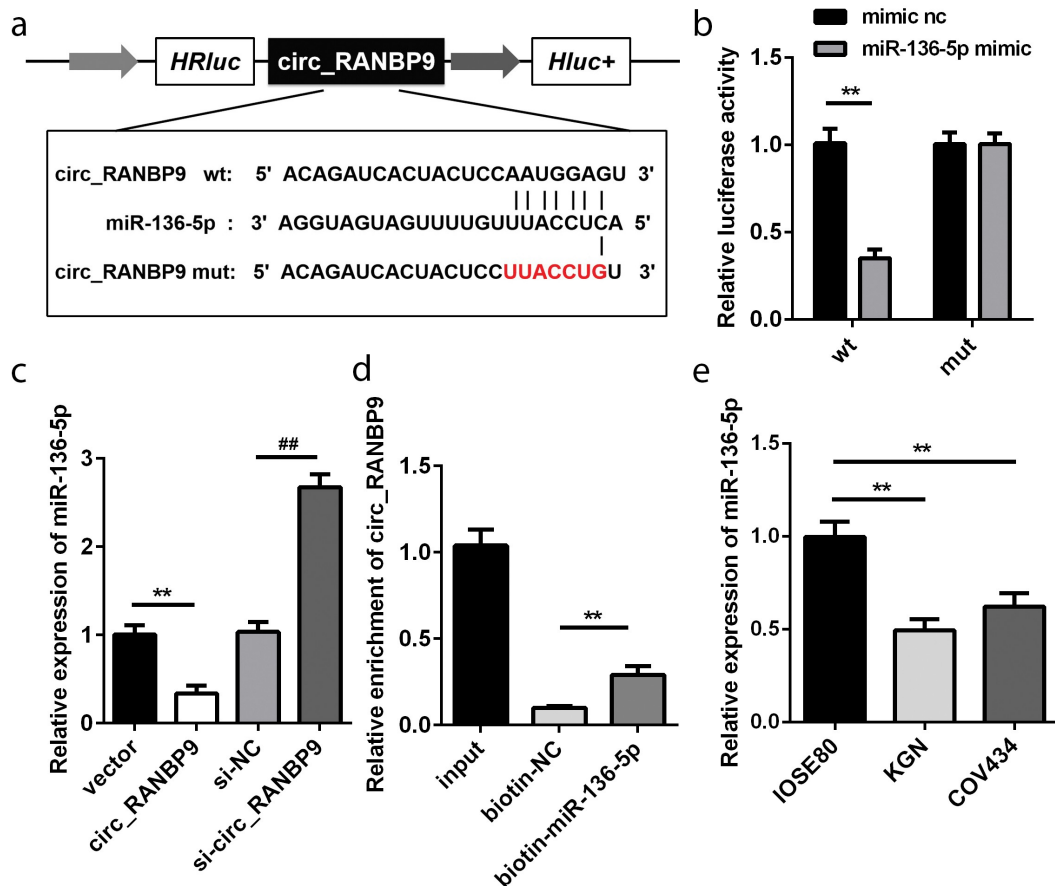 a
HRluc circ_RANBP9 Hluc+
circ_RANBP9 wt: 5' ACAGAUCACUACUCCAAUGGAGU 3'
miR-136-5p : 3' AGGUAGUAGUUUUGUUUACCUCA 5'
circ_RANBP9 mut: 5' ACAGAUCACUACUCCUUACCUGU 3'
b
mimic nc
miR-136-5p mimic
Relative luciferase activity
1.5
1.0
0.5
0.0
**
wt
mut
c
Relative expression of miR-136-5p
3
2
1
0
**
##
vector
circ_RANBP9
si-NC
si-circ_RANBP9
d
Relative enrichment of circ_RANBP9
1.5
1.0
0.5
0.0
**
input
biotin-NC
biotin-miR-136-5p
e
Relative expression of miR-136-5p
1.5
1.0
0.5
0.0
**
**
IOSE80
KGN
COV434